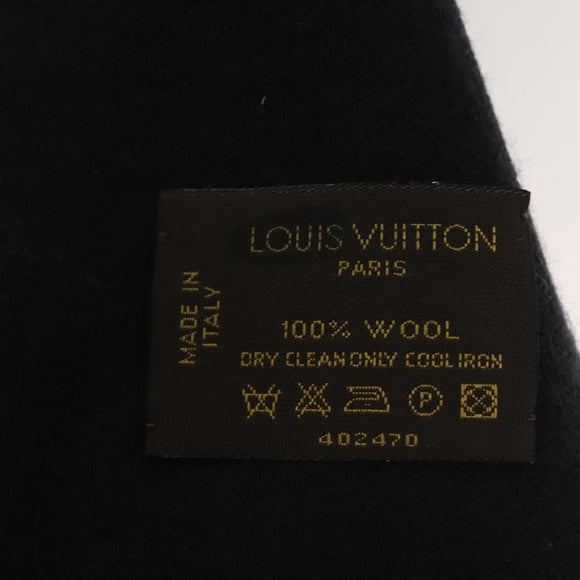 LOUIS VUITTON
PARIS
MADE IN
ITALY
100% WOOL
DRY CLEAN ONLY COOL IRON
P
402470